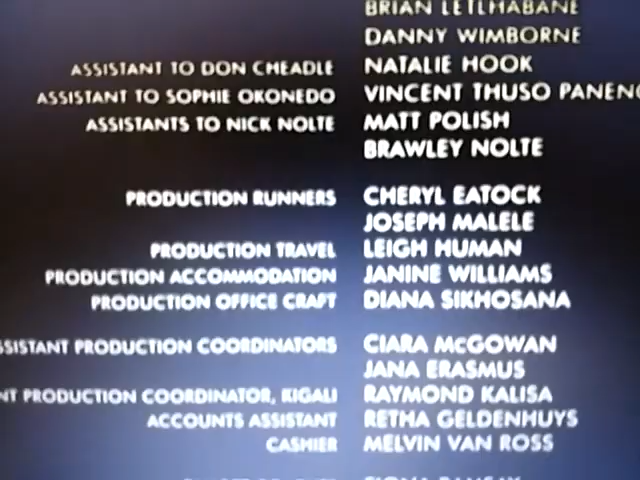 BRIAN LETLHABANE
DANNY WIMBORNE
ASSISTANT TO DON CHEADLE NATALIE HOOK
ASSISTANT TO SOPHIE OKONEDO VINCENT THUSO
ASSISTANTS TO NICK NOLTE MATT POLISH
BRAWLEY NOLTE
PRODUCTION RUNNERS CHERYL EATOCK
JOSEPH MALELE
PRODUCTION TRAVEL LEIGH HUMAN
PRODUCTION ACCOMMODATION JANINE WILLIAMS
PRODUCTION OFFICE CRAFT DIANA SIKHOSANA
PRODUCTION COORDINATORS CIARA McGOWAN
JANA ERASMUS
PRODUCTION COORDINATOR, KIGALI RAYMOND KALISA
ACCOUNTS ASSISTANT RETHA GELDENHUYS
CASHIER MELVIN VAN ROSS